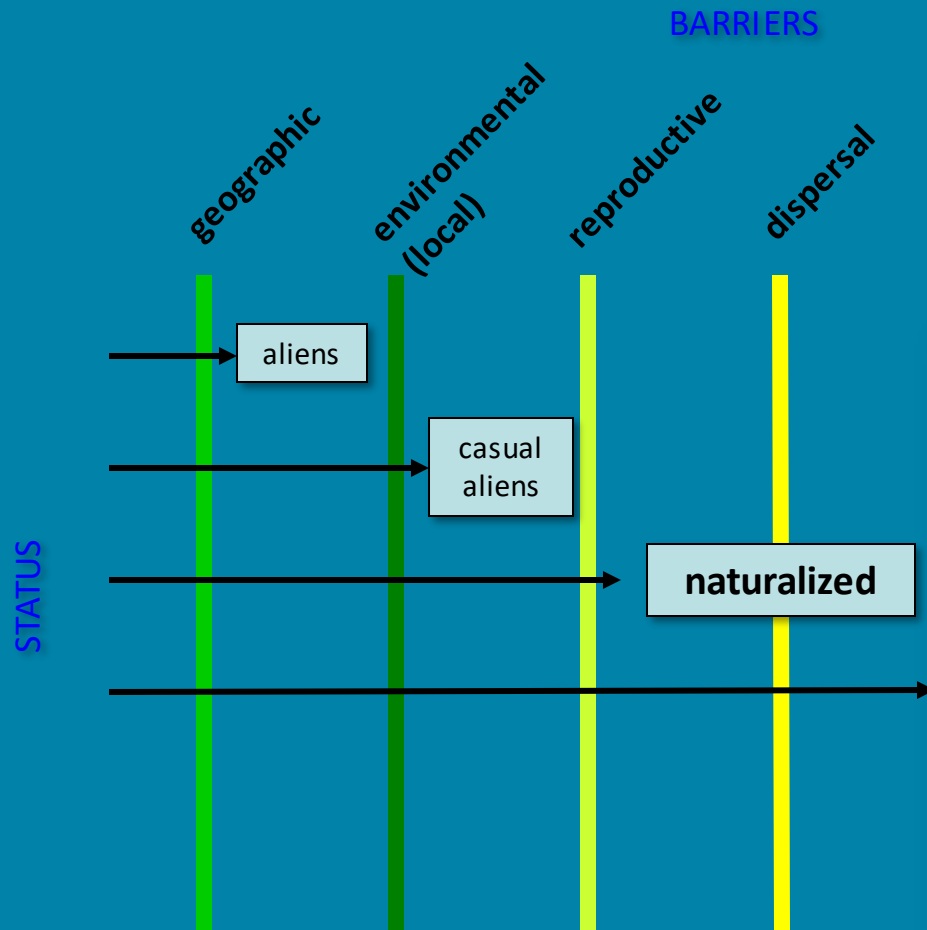 BARRIERS
geographic
environmental
(local)
reproductive
dispersal
aliens
casual
aliens
STATUS
naturalized